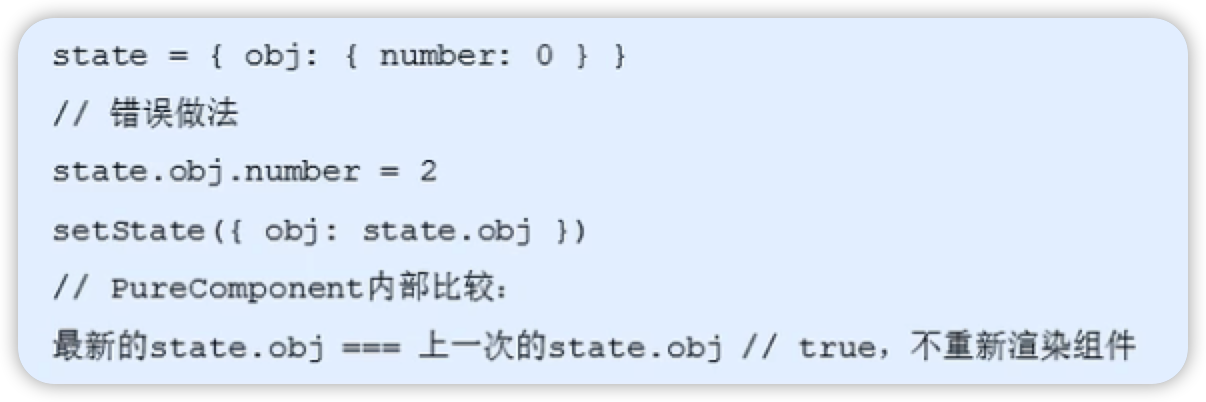 state = { obj: { number: 0 } }
// 错误做法
state.obj.number = 2
setState({ obj: state.obj })
// PureComponent内部比较：
最新的state.obj === 上一次的state.obj // true，不重新渲染组件